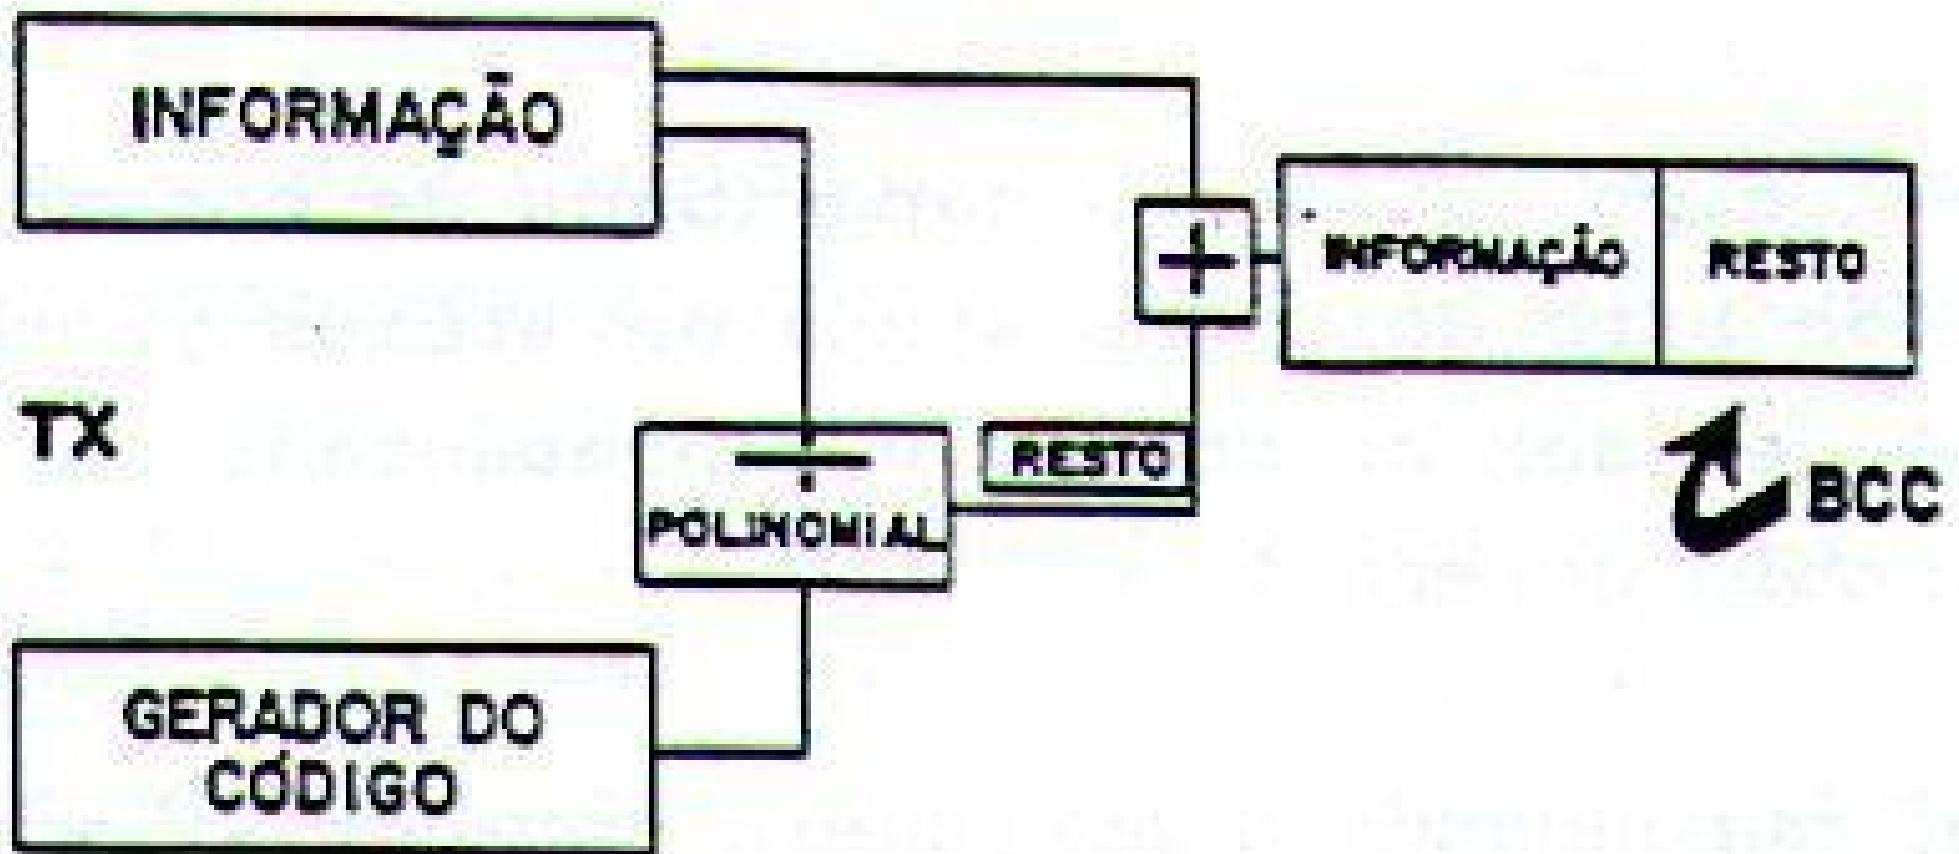 INFORMAÇÃO
INFORMAÇÃO
RESTO
TX
RESTO
BCC
POLINOMIAL
GERADOR DO
CÓDIGO